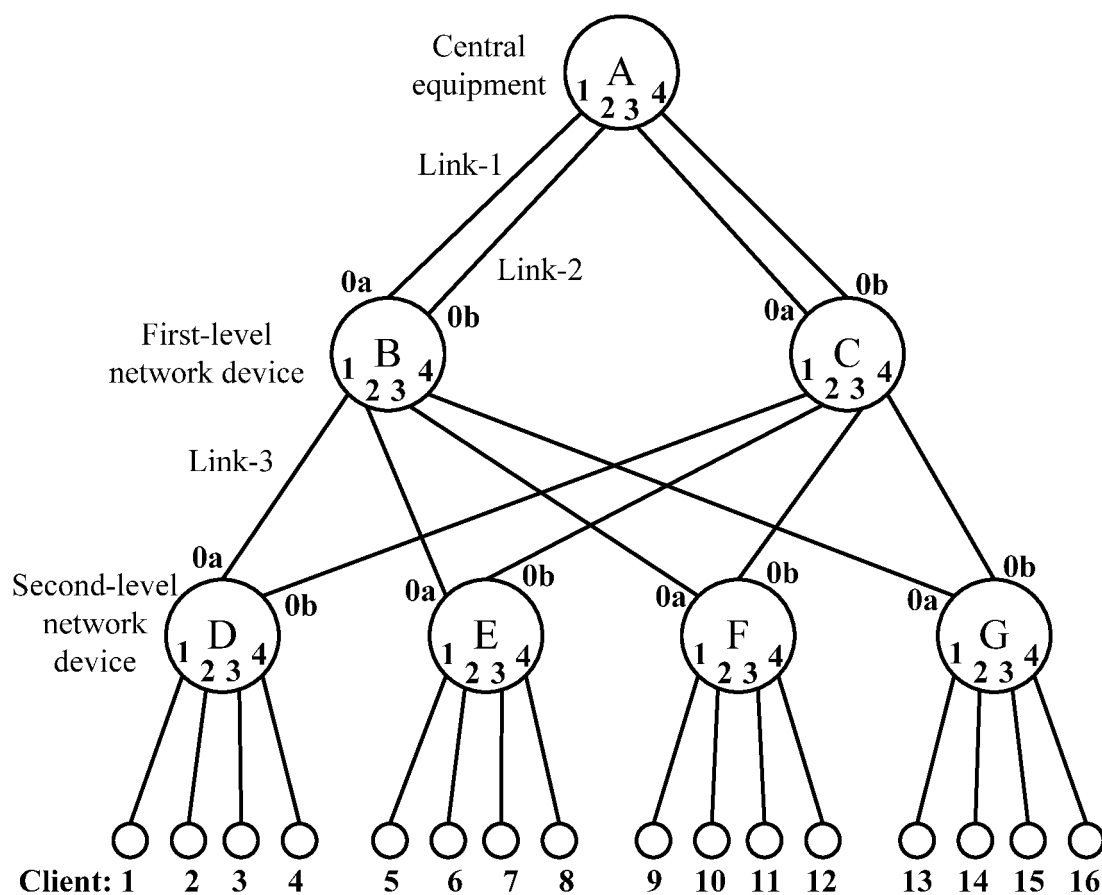 Central
equipment
A
1 2 3 4
Link-1
Link-2
0a
0b
0a
0b
First-level
network device
B
1 2 3 4
C
1 2 3 4
Link-3
0a
0b
0a
0b
0a
0b
0a
0b
Second-level
network
device
D
1 2 3 4
E
1 2 3 4
F
1 2 3 4
G
1 2 3 4
Client: 1 2 3 4 5 6 7 8 9 10 11 12 13 14 15 16